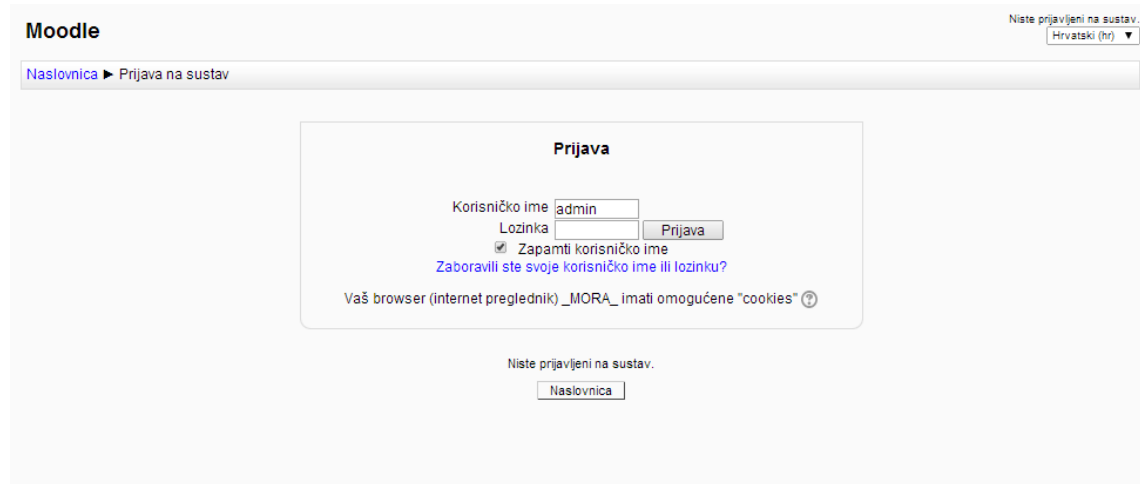 Moodle
Niste prijavljeni na sustav.
Hrvatski (hr) ▼
Naslovnica ► Prijava na sustav
Prijava
Korisničko ime admin
Lozinka Prijava
Zapamti korisničko ime
Zaboravili ste svoje korisničko ime ili lozinku?
Vaš browser (internet preglednik) _MORA_ imati omogućene "cookies" ?
Niste prijavljeni na sustav.
Naslovnica